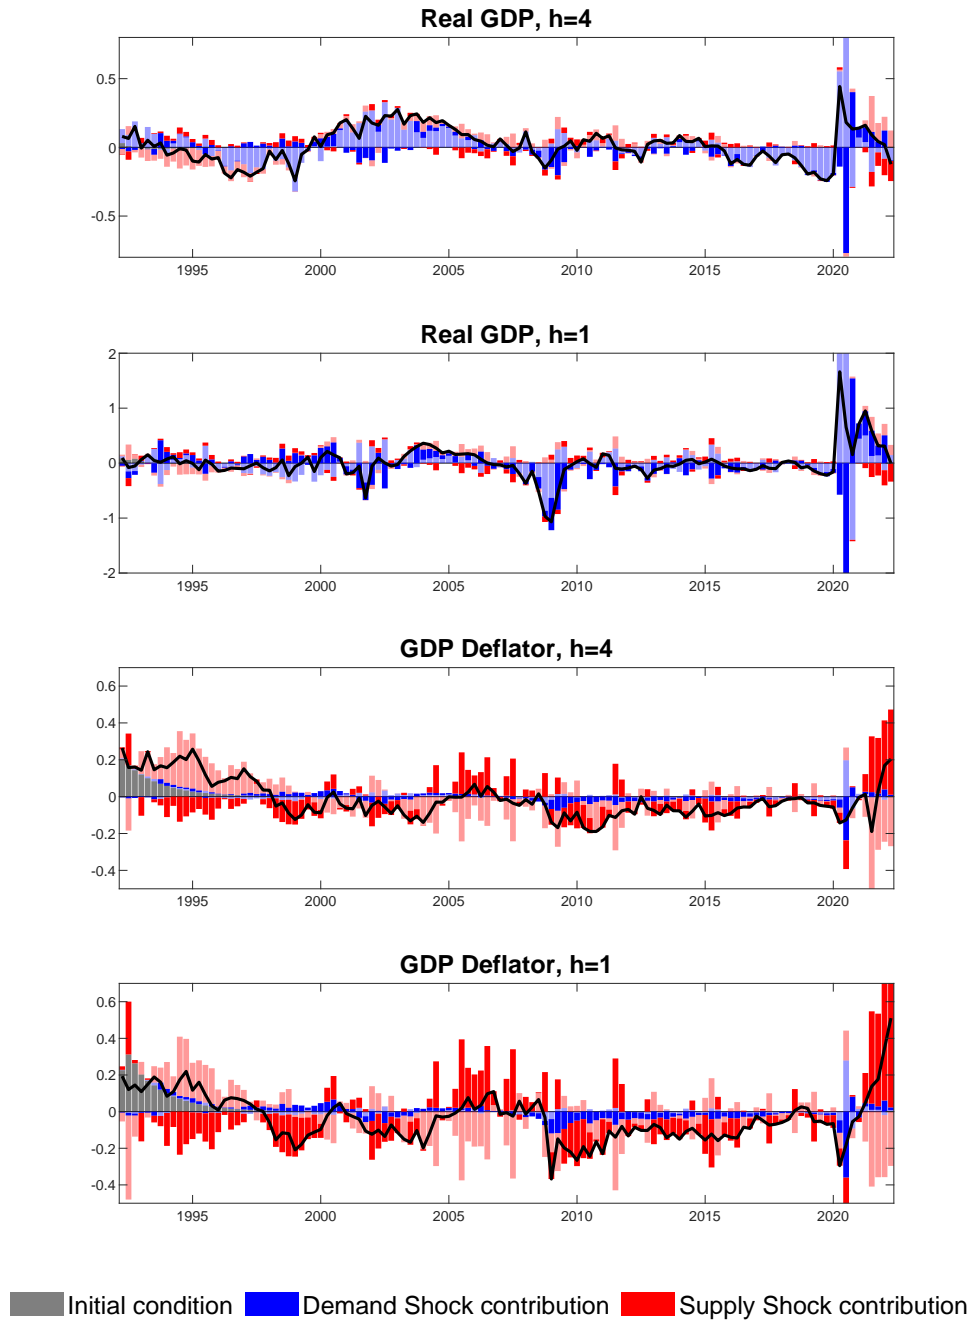 Real GDP, h=4
0.5
0
-0.5
1995 2000 2005 2010 2015 2020
Real GDP, h=1
2
1
0
-1
-2
1995 2000 2005 2010 2015 2020
GDP Deflator, h=4
0.6
0.4
0.2
0
-0.2
-0.4
1995 2000 2005 2010 2015 2020
GDP Deflator, h=1
0.6
0.4
0.2
0
-0.2
-0.4
1995 2000 2005 2010 2015 2020
Initial condition Demand Shock contribution Supply Shock contribution